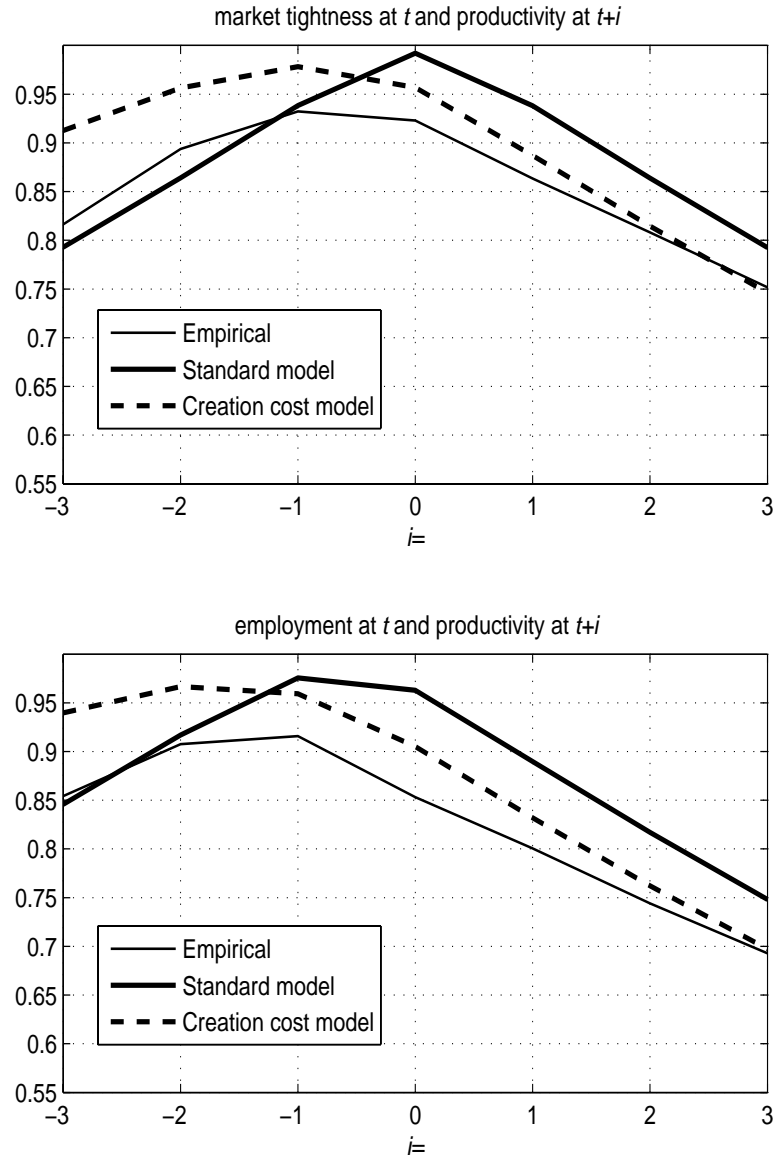 market tightness at t and productivity at t+i
0.95
0.9
0.85
0.8
0.75
0.7
0.65
0.6
0.55
Empirical
Standard model
Creation cost model
−3 −2 −1 0 1 2 3
i=
employment at t and productivity at t+i
0.95
0.9
0.85
0.8
0.75
0.7
0.65
0.6
0.55
Empirical
Standard model
Creation cost model
−3 −2 −1 0 1 2 3
i=